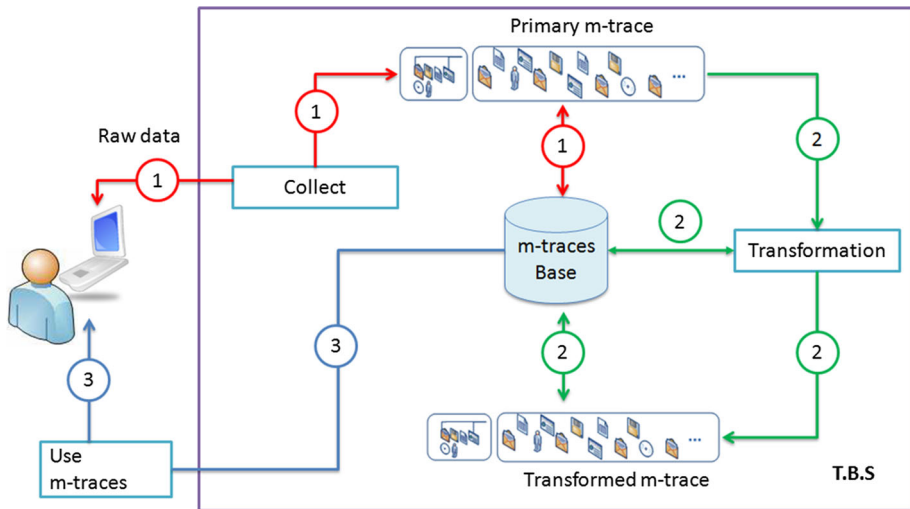 Primary m-trace
...
1
2
Raw data
1
1
Collect
m-traces
Base
2
Transformation
3
2
2
3
...
Use
m-traces
Transformed m-trace
T.B.S